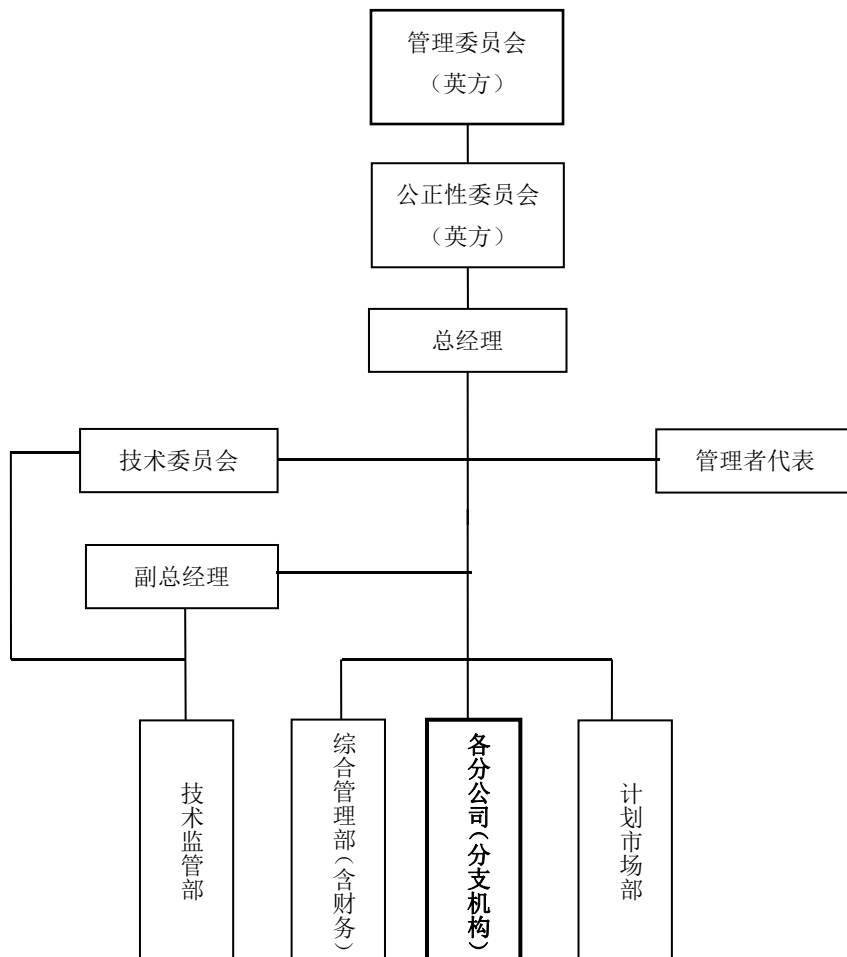 管理委员会
（英方）
公正性委员会
（英方）
总经理
技术委员会
管理者代表
副总经理
技术监管部
综合管理部（含财务）
各分公司（分支机构）
计划市场部